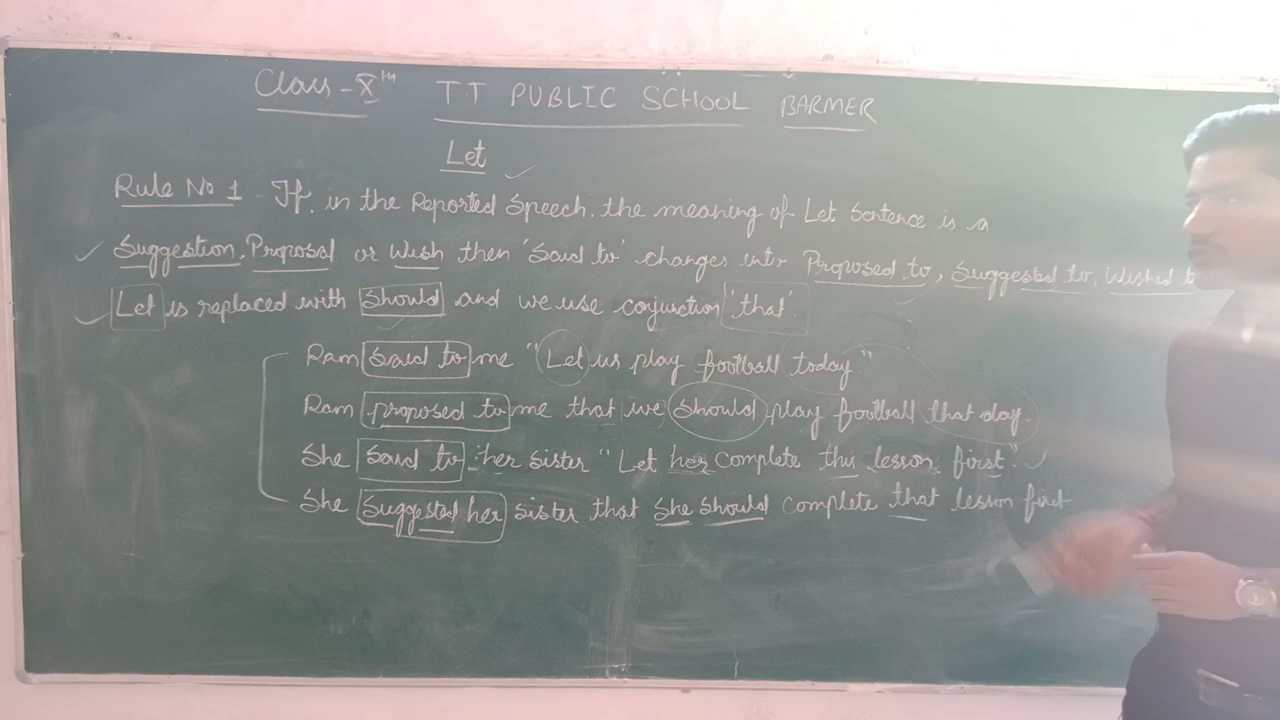 Class - Xth T.T PUBLIC SCHOOL BARMER
Let
Rule No 1 - If, in the Reported Speech, the meaning of Let Sentence is a
Suggestion, Proposal or Wish then 'Said to' changes into Proposed to, Suggested to, Wished to
Let is replaced with Should and we use conjunction 'that'.
Ram Said to me "Let us play football today"
Ram proposed to me that we Should play football that day.
She Said to her Sister "Let her Complete this lesson first".
She Suggested her Sister that She Should Complete that lesson first